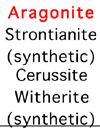 Aragonite
Strontianite
(synthetic)
Cerussite
Witherite
(synthetic)